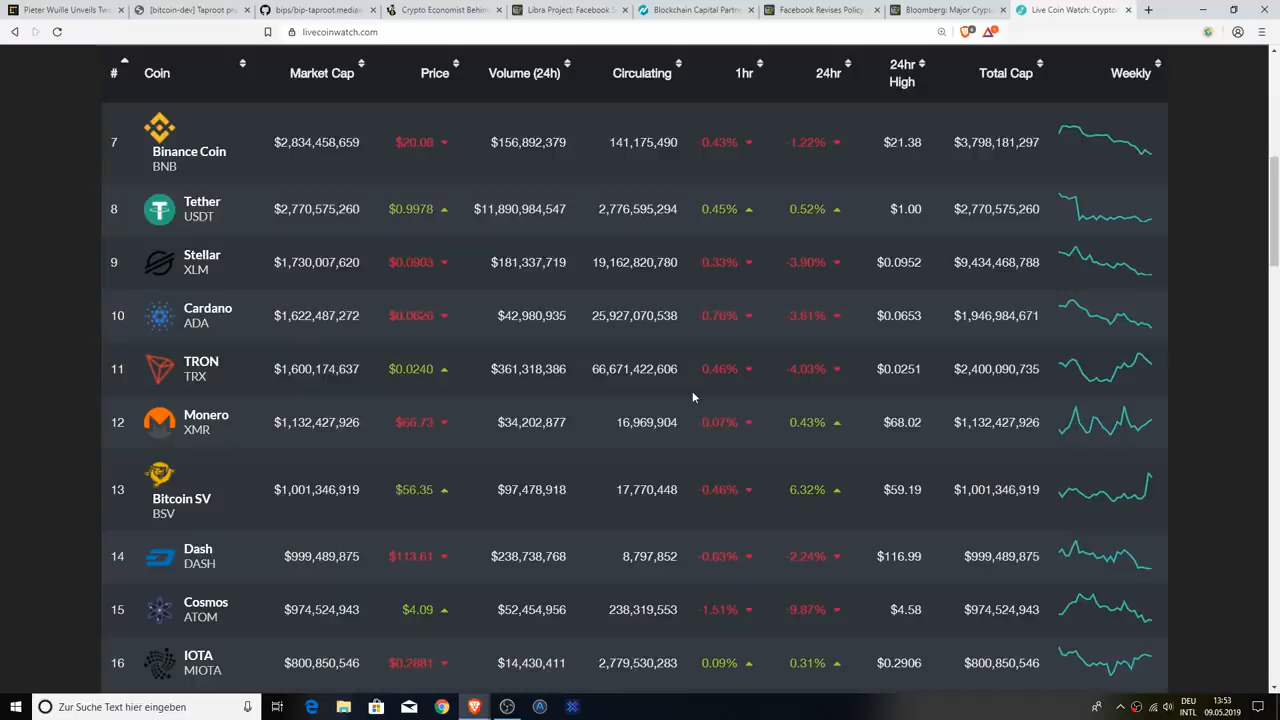 Pieter Wuille Unveils Two
[bitcoin-dev] Taproot pr
bips/bip-taproot.mediaw
Crypto Economist Behin
Libra Project: Facebook S
Blockchain Capital Partne
Facebook Revises Policy
Bloomberg: Major Crypto
Live Coin Watch: Crypto
livecoinwatch.com
# Coin Market Cap Price Volume (24h) Circulating 1hr 24hr 24hr High Total Cap Weekly
7 Binance Coin BNB $2,834,458,659 $20.08 $156,892,379 141,175,490 0.43% -1.22% $21.38 $3,798,181,297
8 Tether USDT $2,770,575,260 $0.9978 $11,890,984,547 2,776,595,294 0.45% 0.52% $1.00 $2,770,575,260
9 Stellar XLM $1,730,007,620 $0.0903 $181,337,719 19,162,820,780 -0.33% -3.90% $0.0952 $9,434,468,788
10 Cardano ADA $1,622,487,272 $0.0626 $42,980,935 25,927,070,538 -0.76% -3.61% $0.0653 $1,946,984,671
11 TRON TRX $1,600,174,637 $0.0240 $361,318,386 66,671,422,606 -0.46% -4.03% $0.0251 $2,400,090,735
12 Monero XMR $1,132,427,926 $66.73 $34,202,877 16,969,904 -0.07% 0.43% $68.02 $1,132,427,926
13 Bitcoin SV BSV $1,001,346,919 $56.35 $97,478,918 17,770,448 -0.46% 6.32% $59.19 $1,001,346,919
14 Dash DASH $999,489,875 $113.61 $238,738,768 8,797,852 -0.63% -2.24% $116.99 $999,489,875
15 Cosmos ATOM $974,524,943 $4.09 $52,454,956 238,319,553 -1.51% -9.87% $4.58 $974,524,943
16 IOTA MIOTA $800,850,546 $0.2881 $14,430,411 2,779,530,283 0.09% 0.31% $0.2906 $800,850,546
Zur Suche Text hier eingeben
DEU
INTL
13:53
09.05.2019